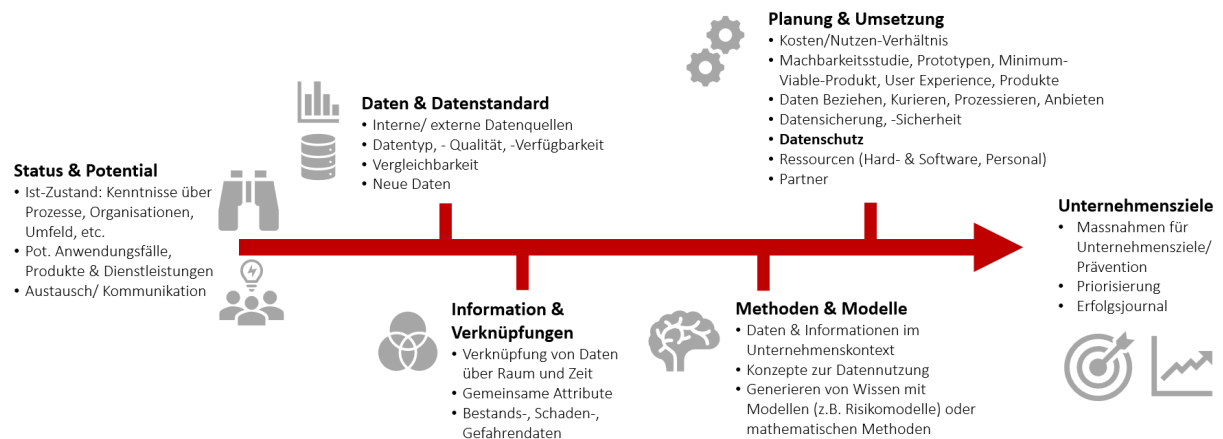 Status & Potential
• Ist-Zustand: Kenntnisse über
Prozesse, Organisationen,
Umfeld, etc.
• Pot. Anwendungsfälle,
Produkte & Dienstleistungen
• Austausch/ Kommunikation
Daten & Datenstandard
• Interne/ externe Datenquellen
• Datentyp, - Qualität, -Verfügbarkeit
• Vergleichbarkeit
• Neue Daten
Information &
Verknüpfungen
• Verknüpfung von Daten
über Raum und Zeit
• Gemeinsame Attribute
• Bestands-, Schaden-,
Gefahrendaten
Methoden & Modelle
• Daten & Informationen im
Unternehmenskontext
• Konzepte zur Datennutzung
• Generieren von Wissen mit
Modellen (z.B. Risikomodelle) oder
mathematischen Methoden
Planung & Umsetzung
• Kosten/Nutzen-Verhältnis
• Machbarkeitsstudie, Prototypen, Minimum-
Viable-Produkt, User Experience, Produkte
• Daten Beziehen, Kurieren, Prozessieren, Anbieten
• Datensicherung, -Sicherheit
• Datenschutz
• Ressourcen (Hard- & Software, Personal)
• Partner
Unternehmensziele
• Massnahmen für
Unternehmensziele/
Prävention
• Priorisierung
• Erfolgsjournal